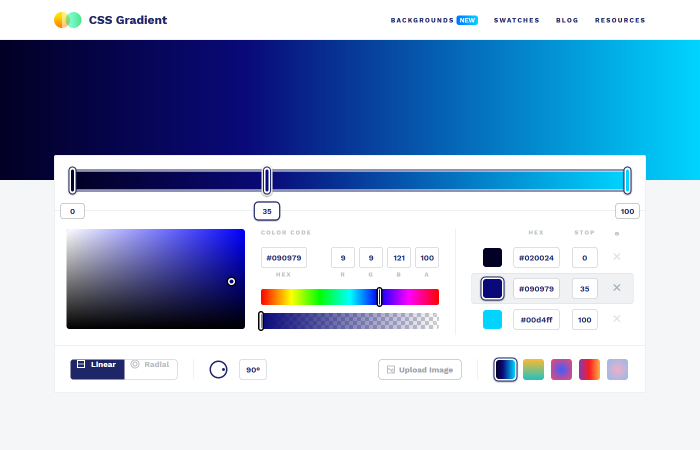 CSS Gradient
BACKGROUNDS NEW SWATCHES BLOG RESOURCES
0 35 100
COLOR CODE
#090979 9 9 121 100
HEX R G B A
HEX STOP
#020024 0
#090979 35
#00d4ff 100
Linear Radial 90° Upload Image